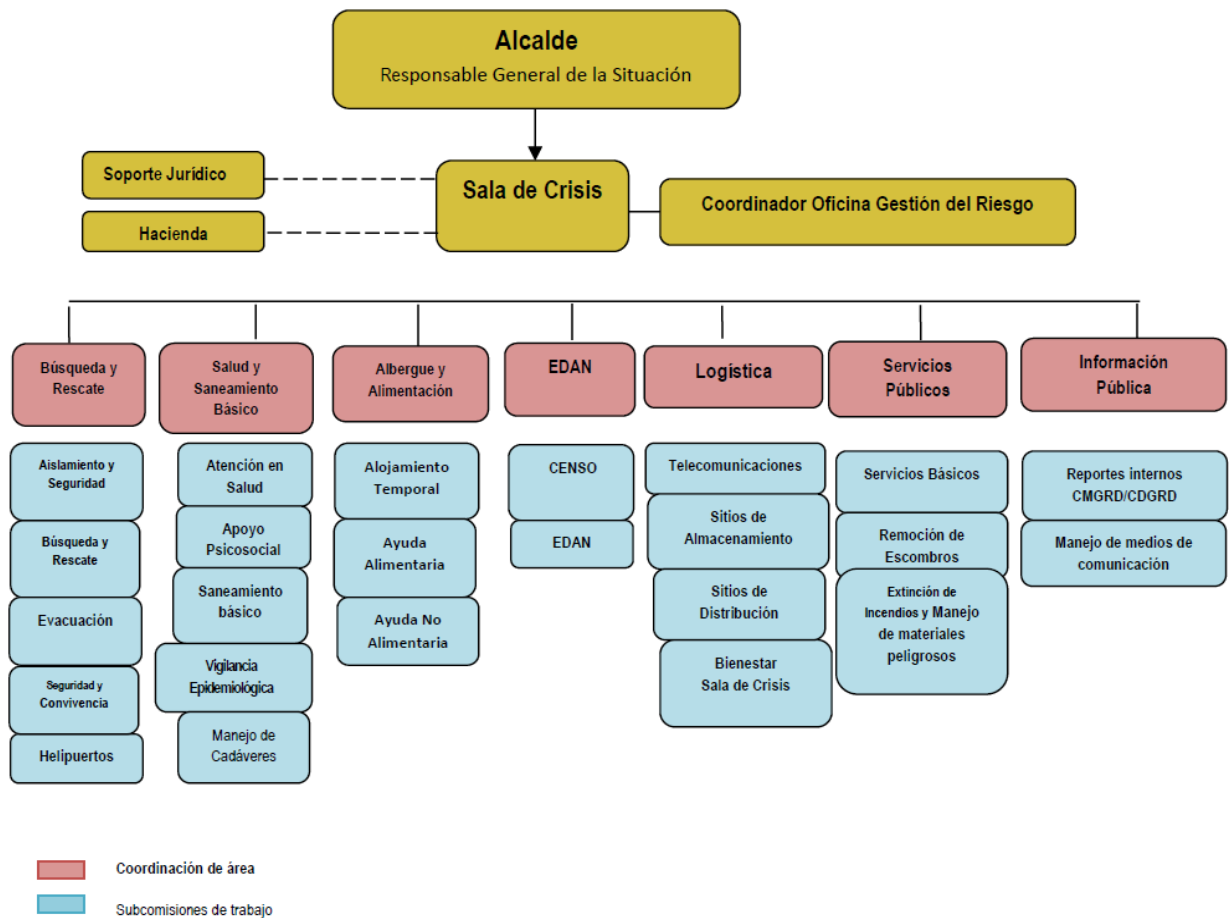 Alcalde
Responsable General de la Situación
Soporte Jurídico
Hacienda
Sala de Crisis
Coordinador Oficina Gestión del Riesgo
Búsqueda y
Rescate
Salud y
Saneamiento
Básico
Albergue y
Alimentación
EDAN
Logística
Servicios
Públicos
Información
Pública
Aislamiento y
Seguridad
Búsqueda y
Rescate
Evacuación
Seguridad y
Convivencia
Helipuertos
Atención en
Salud
Apoyo
Psicosocial
Saneamiento
básico
Vigilancia
Epidemiológica
Manejo de
Cadáveres
Alojamiento
Temporal
Ayuda
Alimentaria
Ayuda No
Alimentaria
CENSO
EDAN
Telecomunicaciones
Sitios de
Almacenamiento
Sitios de
Distribución
Bienestar
Sala de Crisis
Servicios Básicos
Remoción de
Escombros
Extinción de
Incendios y Manejo
de materiales
peligrosos
Reportes internos
CMGRD/CDGRD
Manejo de medios de
comunicación
Coordinación de área
Subcomisiones de trabajo